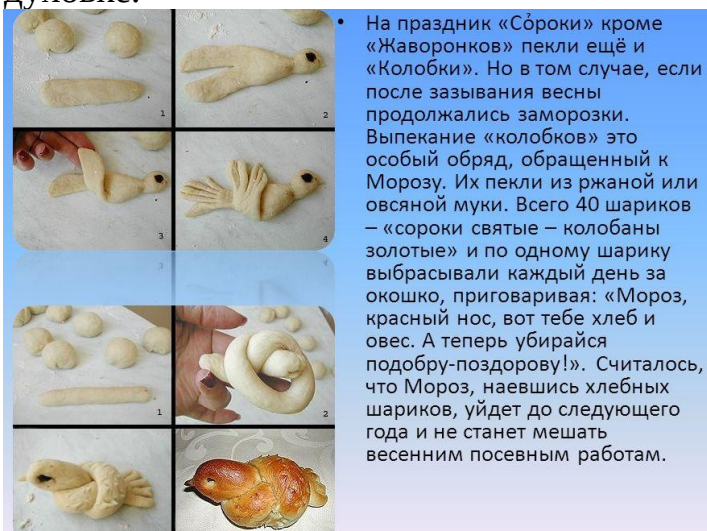 духовке.
• На праздник «Со́роки» кроме
«Жаворонков» пекли ещё и
«Колобки». Но в том случае, если
после зазывания весны
продолжались заморозки.
Выпекание «колобков» это
особый обряд, обращенный к
Морозу. Их пекли из ржаной или
овсяной муки. Всего 40 шариков
– «сороки святые – колобаны
золотые» и по одному шарику
выбрасывали каждый день за
окошко, приговаривая: «Мороз,
красный нос, вот тебе хлеб и
овес. А теперь убирайся
подобру-поздорову!». Считалось,
что Мороз, наевшись хлебных
шариков, уйдет до следующего
года и не станет мешать
весенним посевным работам.
1
2
3
4
1
2